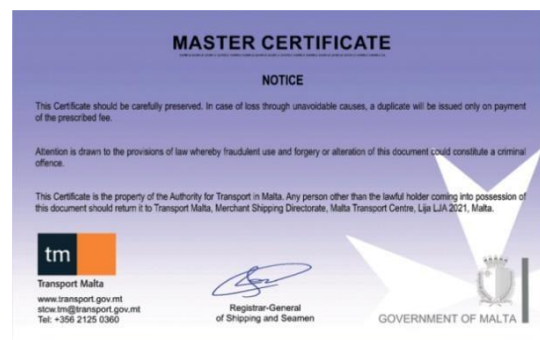 MASTER CERTIFICATE
NOTICE
This Certificate should be carefully preserved. In case of loss through unavoidable causes, a duplicate will be issued only on payment
of the prescribed fee.
Attention is drawn to the provisions of law whereby fraudulent use and forgery or alteration of this document could constitute a criminal
offence.
This Certificate is the property of the Authority for Transport in Malta. Any person other than the lawful holder coming into possession of
this document should return it to Transport Malta, Merchant Shipping Directorate, Malta Transport Centre, Lija LJA 2021, Malta.
tm
Transport Malta
www.transport.gov.mt
stcw.tm@transport.gov.mt
Tel: +356 2125 0360
Registrar-General
of Shipping and Seamen
GOVERNMENT OF MALTA